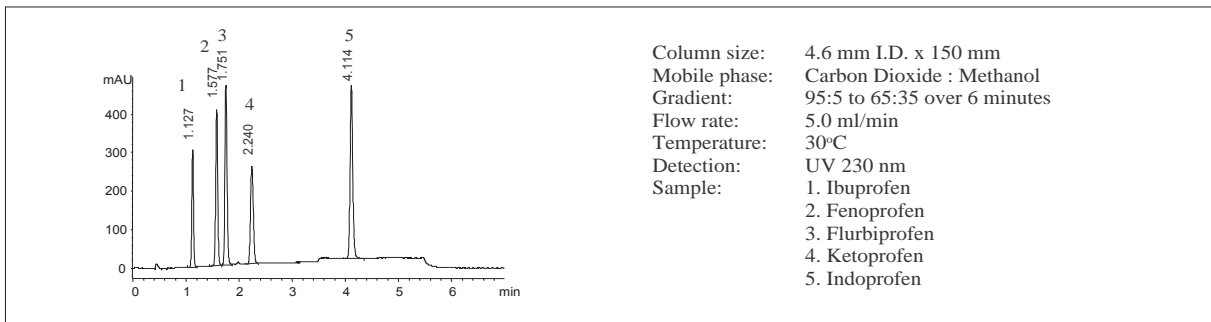 3
5
2
1.751
4.114
mAU
1.577
1
4
400
1.127
2.240
300
200
100
0
0 1 2 3 4 5 6 min
Column size: 4.6 mm I.D. x 150 mm
Mobile phase: Carbon Dioxide : Methanol
Gradient: 95:5 to 65:35 over 6 minutes
Flow rate: 5.0 ml/min
Temperature: 30°C
Detection: UV 230 nm
Sample: 1. Ibuprofen
2. Fenoprofen
3. Flurbiprofen
4. Ketoprofen
5. Indoprofen